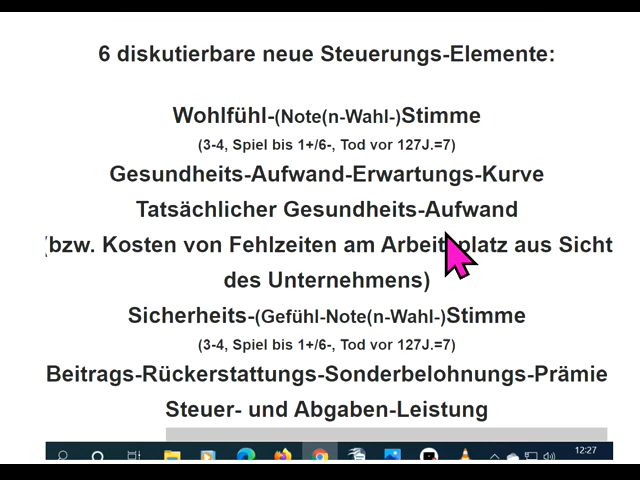 6 diskutierbare neue Steuerungs-Elemente:
Wohlfühl-(Note(n-Wahl-)Stimme
(3-4, Spiel bis 1+/6-, Tod vor 127J.=7)
Gesundheits-Aufwand-Erwartungs-Kurve
Tatsächlicher Gesundheits-Aufwand
(bzw. Kosten von Fehlzeiten am Arbeitsplatz aus Sicht
des Unternehmens)
Sicherheits-(Gefühl-Note(n-Wahl-)Stimme
(3-4, Spiel bis 1+/6-, Tod vor 127J.=7)
Beitrags-Rückerstattungs-Sonderbelohnungs-Prämie
Steuer- und Abgaben-Leistung
12:27